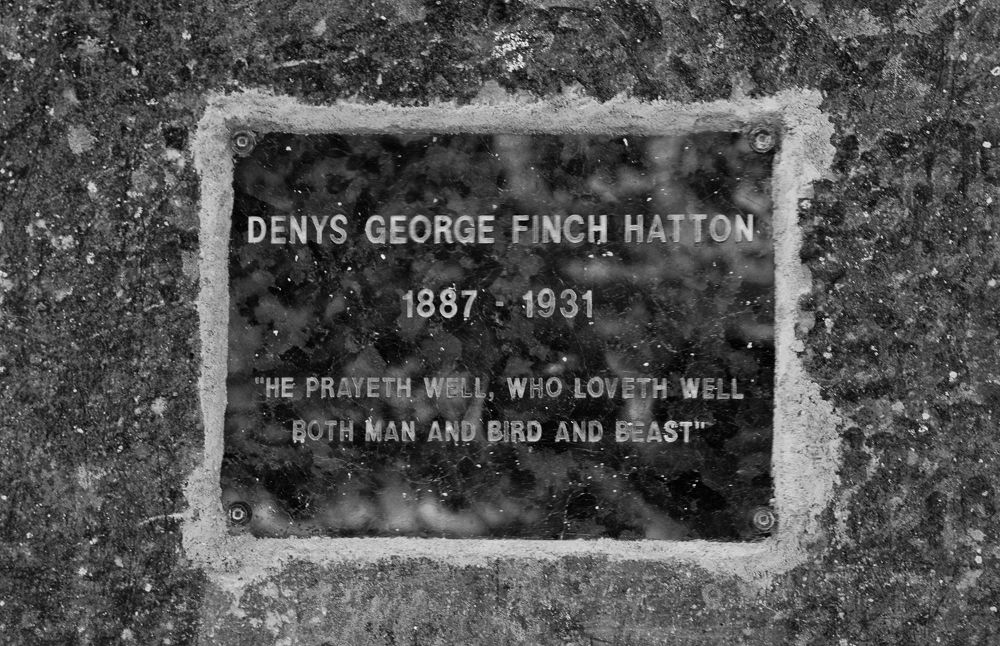 DENYS GEORGE FINCH HATTON
1887 - 1931
"HE PRAYETH WELL, WHO LOVETH WELL
BOTH MAN AND BIRD AND BEAST"